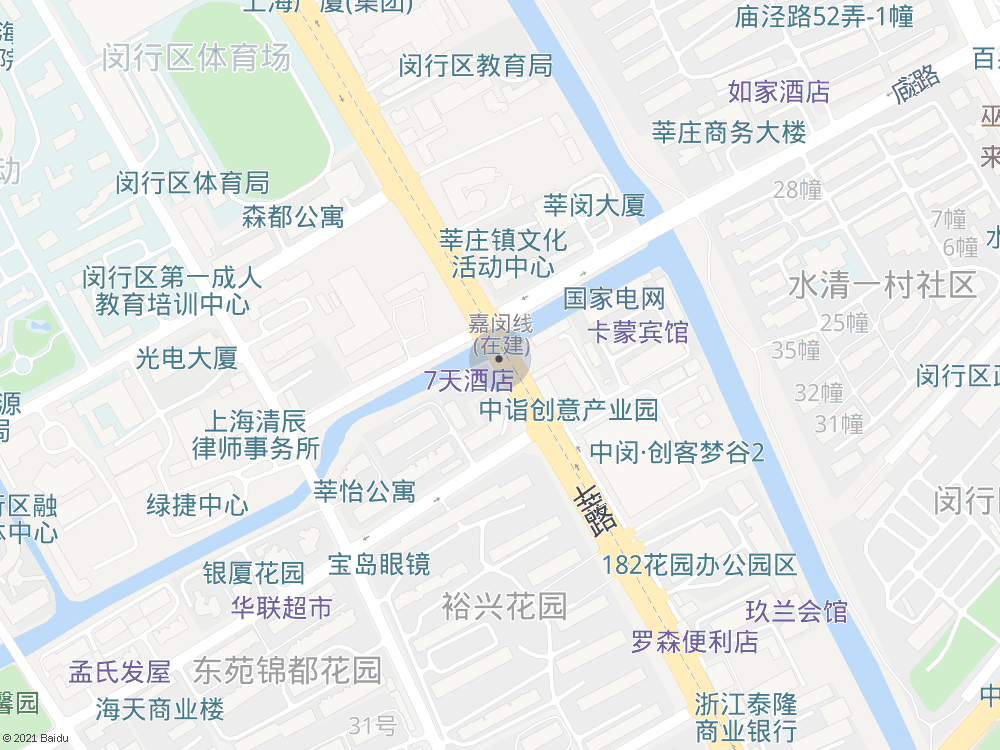 上海广厦(集团)
庙泾路52弄-1幢
闵行区体育场
闵行区教育局
如家酒店
莘庄商务大楼
闵行区体育局
森都公寓
28幢
莘闵大厦
7幢
6幢
莘庄镇文化
活动中心
闵行区第一成人
教育培训中心
国家电网
水清一村社区
嘉闵线
(在建)
卡蒙宾馆
25幢
35幢
光电大厦
7天酒店
32幢
31幢
中诣创意产业园
上海清辰
律师事务所
中闵·创客梦谷2
莘怡公寓
绿捷中心
182花园办公园区
宝岛眼镜
银厦花园
华联超市
裕兴花园
玖兰会馆
罗森便利店
孟氏发屋
东苑锦都花园
海天商业楼
31号
浙江泰隆
商业银行
© 2021 Baidu